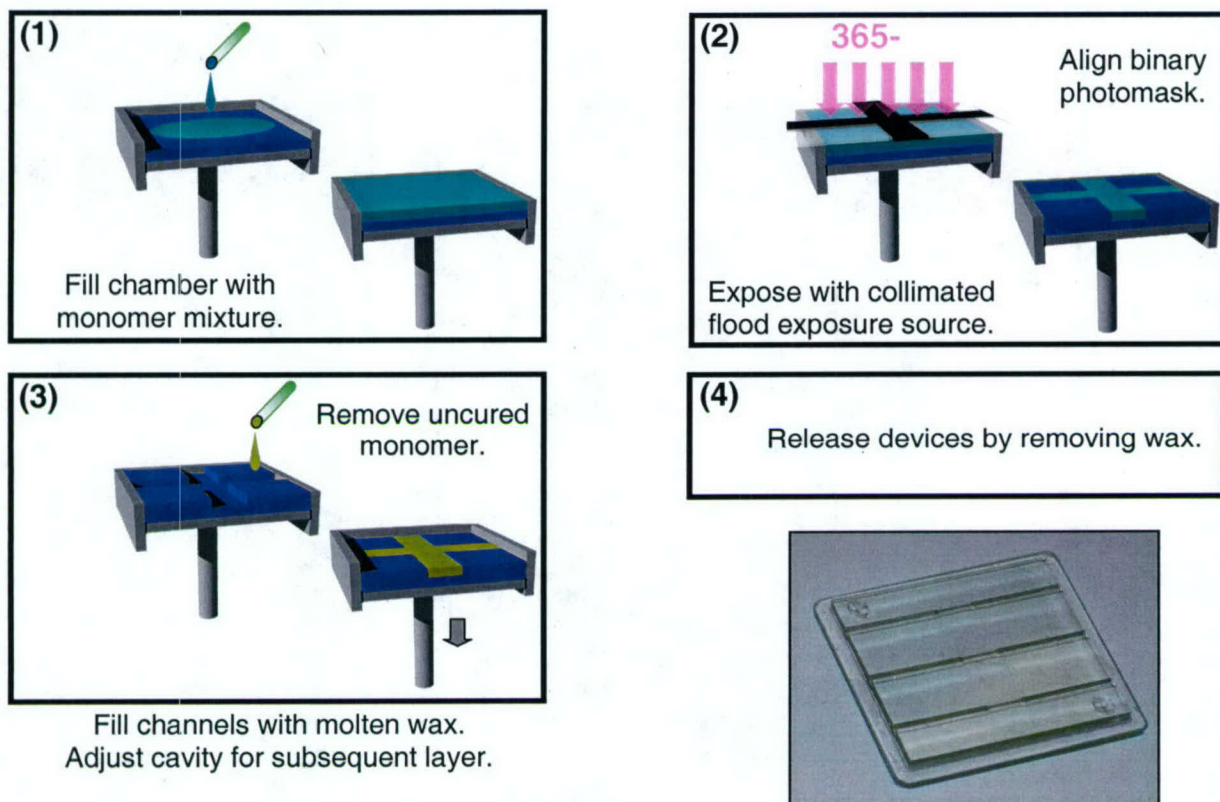 (1)
Fill chamber with
monomer mixture.
(2)
365-
Align binary
photomask.
Expose with collimated
flood exposure source.
(3)
Remove uncured
monomer.
Fill channels with molten wax.
Adjust cavity for subsequent layer.
(4)
Release devices by removing wax.